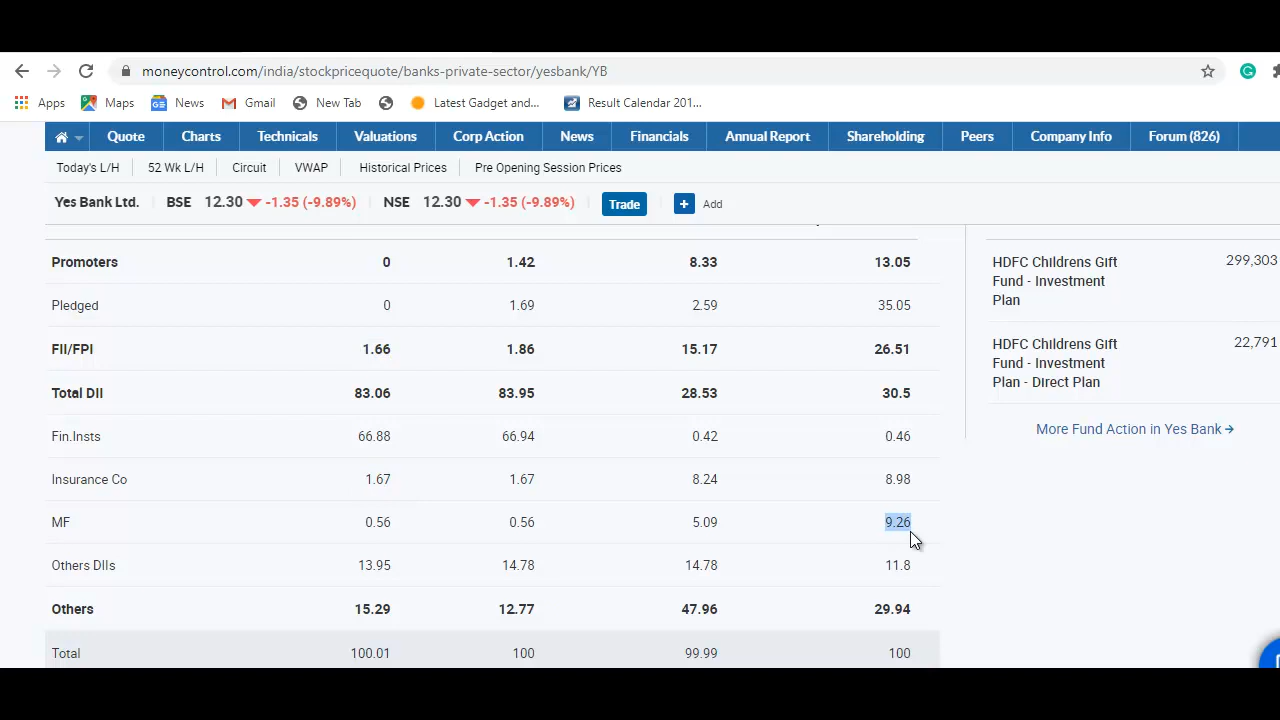 moneycontrol.com/india/stockpricequote/banks-private-sector/yesbank/YB
Apps Maps News Gmail New Tab Latest Gadget and... Result Calendar 201...
Quote Charts Technicals Valuations Corp Action News Financials Annual Report Shareholding Peers Company Info Forum (826)
Today's L/H 52 Wk L/H Circuit VWAP Historical Prices Pre Opening Session Prices
Yes Bank Ltd. BSE 12.30 -1.35 (-9.89%) NSE 12.30 -1.35 (-9.89%) Trade + Add
Promoters 0 1.42 8.33 13.05
Pledged 0 1.69 2.59 35.05
FII/FPI 1.66 1.86 15.17 26.51
Total DII 83.06 83.95 28.53 30.5
Fin.Insts 66.88 66.94 0.42 0.46
Insurance Co 1.67 1.67 8.24 8.98
MF 0.56 0.56 5.09 9.26
Others DIIs 13.95 14.78 14.78 11.8
Others 15.29 12.77 47.96 29.94
Total 100.01 100 99.99 100
HDFC Childrens Gift 299,303
Fund - Investment
Plan
HDFC Childrens Gift 22,791
Fund - Investment
Plan - Direct Plan
More Fund Action in Yes Bank